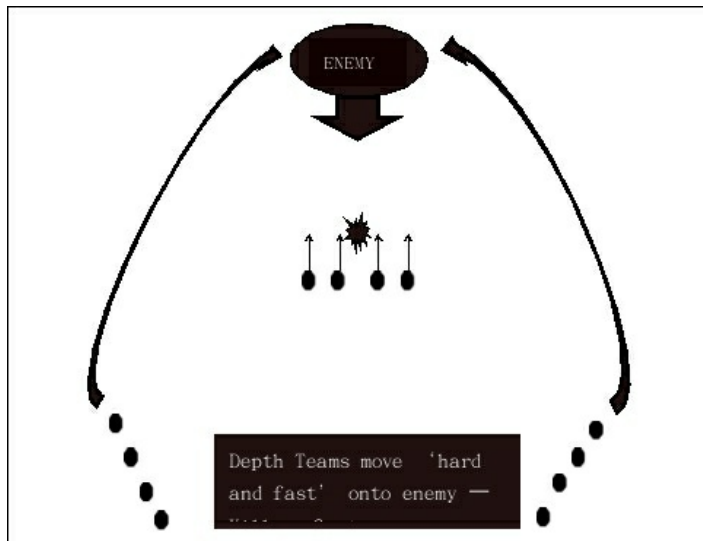 ENEMY
Depth Teams move ‘hard
and fast’ onto enemy —